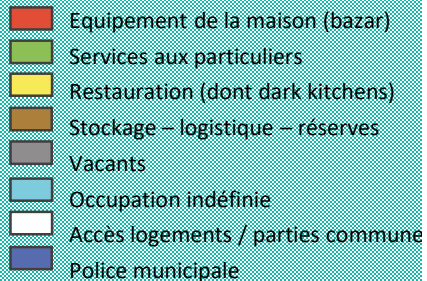 Equipement de la maison (bazar)
Services aux particuliers
Restauration (dont dark kitchens)
Stockage – logistique – réserves
Vacants
Occupation indéfinie
Accès logements / parties commune
Police municipale